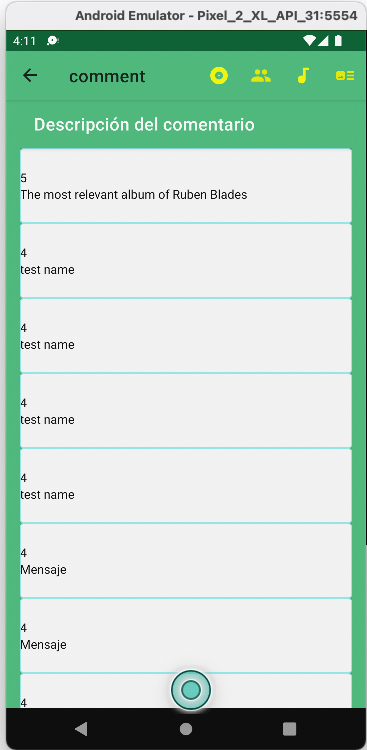 Android Emulator - Pixel_2_XL_API_31:5554
4:11
comment
Descripción del comentario
5
The most relevant album of Ruben Blades
4
test name
4
test name
4
test name
4
test name
4
Mensaje
4
Mensaje
4